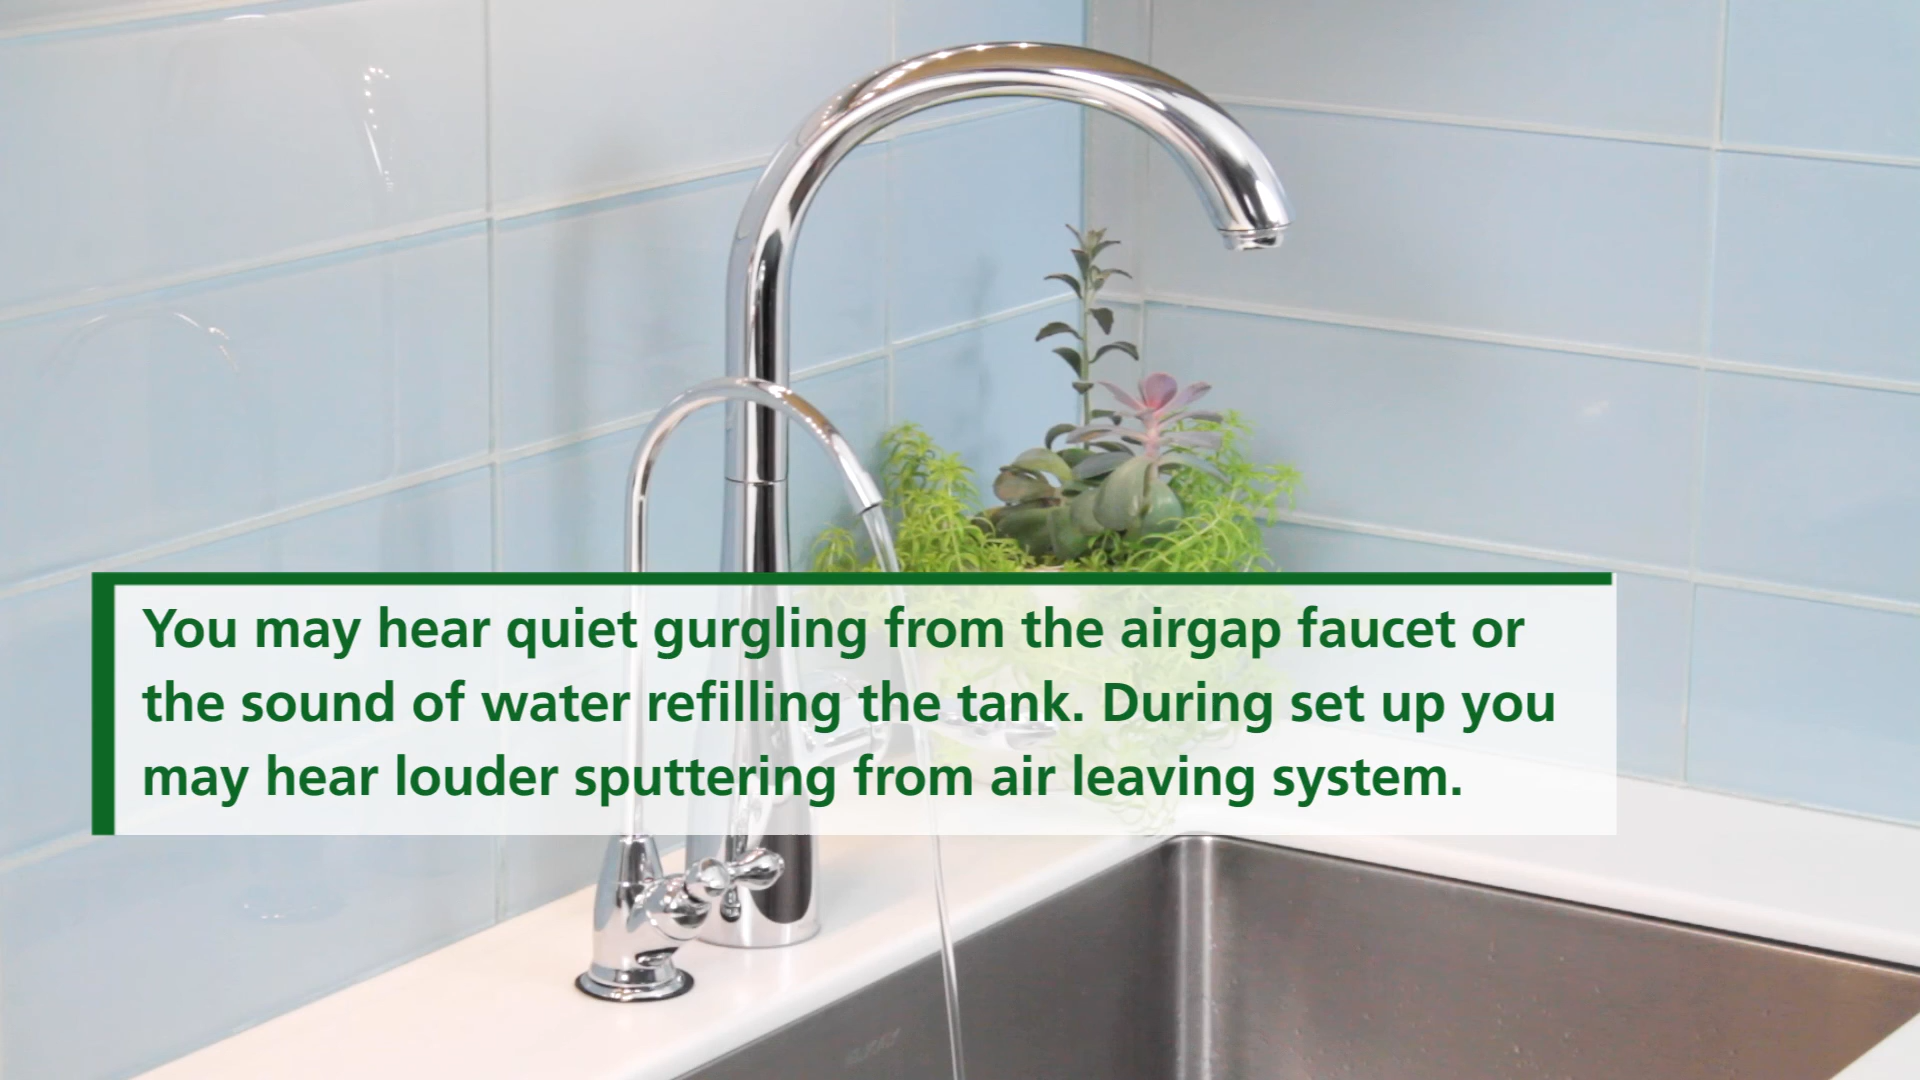 You may hear quiet gurgling from the airgap faucet or
the sound of water refilling the tank. During set up you
may hear louder sputtering from air leaving system.